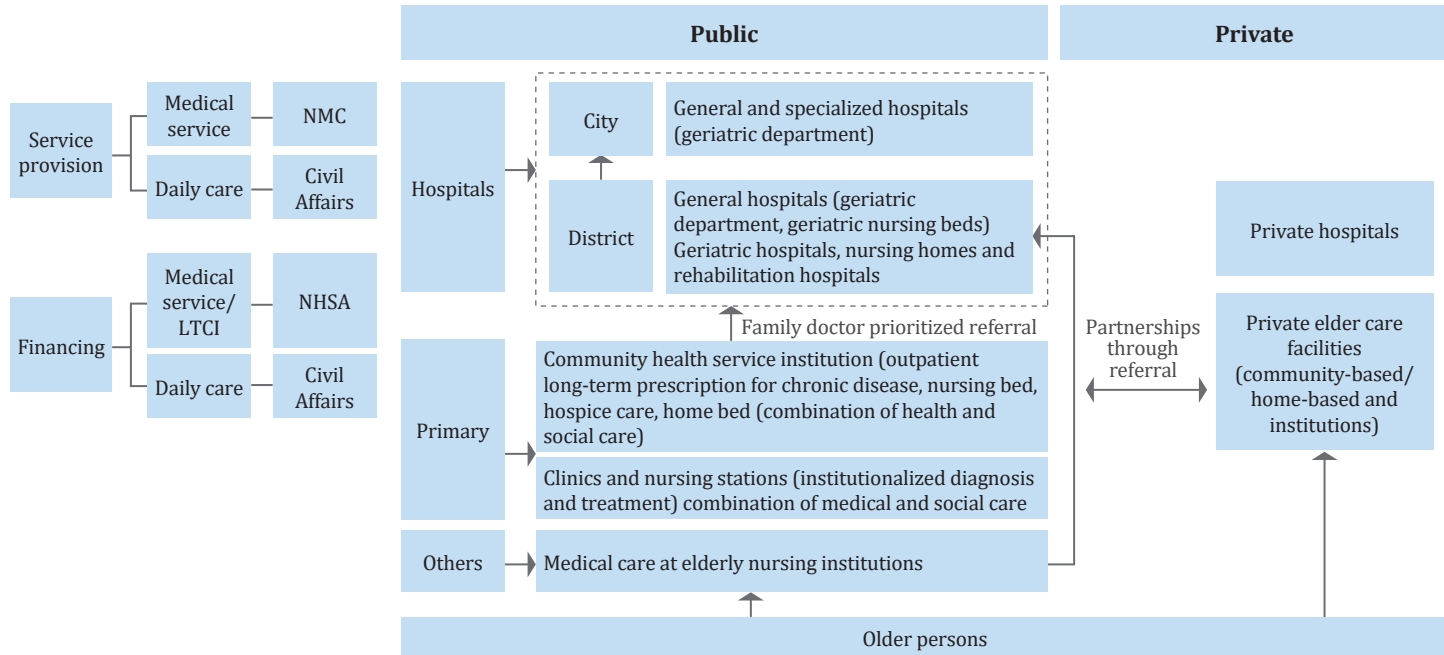 Public
Private
Service
provision
Medical
service
NMC
Daily care
Civil
Affairs
Financing
Medical
service/
LTCI
NHSA
Daily care
Civil
Affairs
Hospitals
City
General and specialized hospitals
(geriatric department)
District
General hospitals (geriatric
department, geriatric nursing beds)
Geriatric hospitals, nursing homes and
rehabilitation hospitals
Family doctor prioritized referral
Primary
Community health service institution (outpatient
long-term prescription for chronic disease, nursing bed,
hospice care, home bed (combination of health and
social care)
Clinics and nursing stations (institutionalized diagnosis
and treatment) combination of medical and social care
Others
Medical care at elderly nursing institutions
Partnerships
through
referral
Private hospitals
Private elder care
facilities
(community-based/
home-based and
institutions)
Older persons